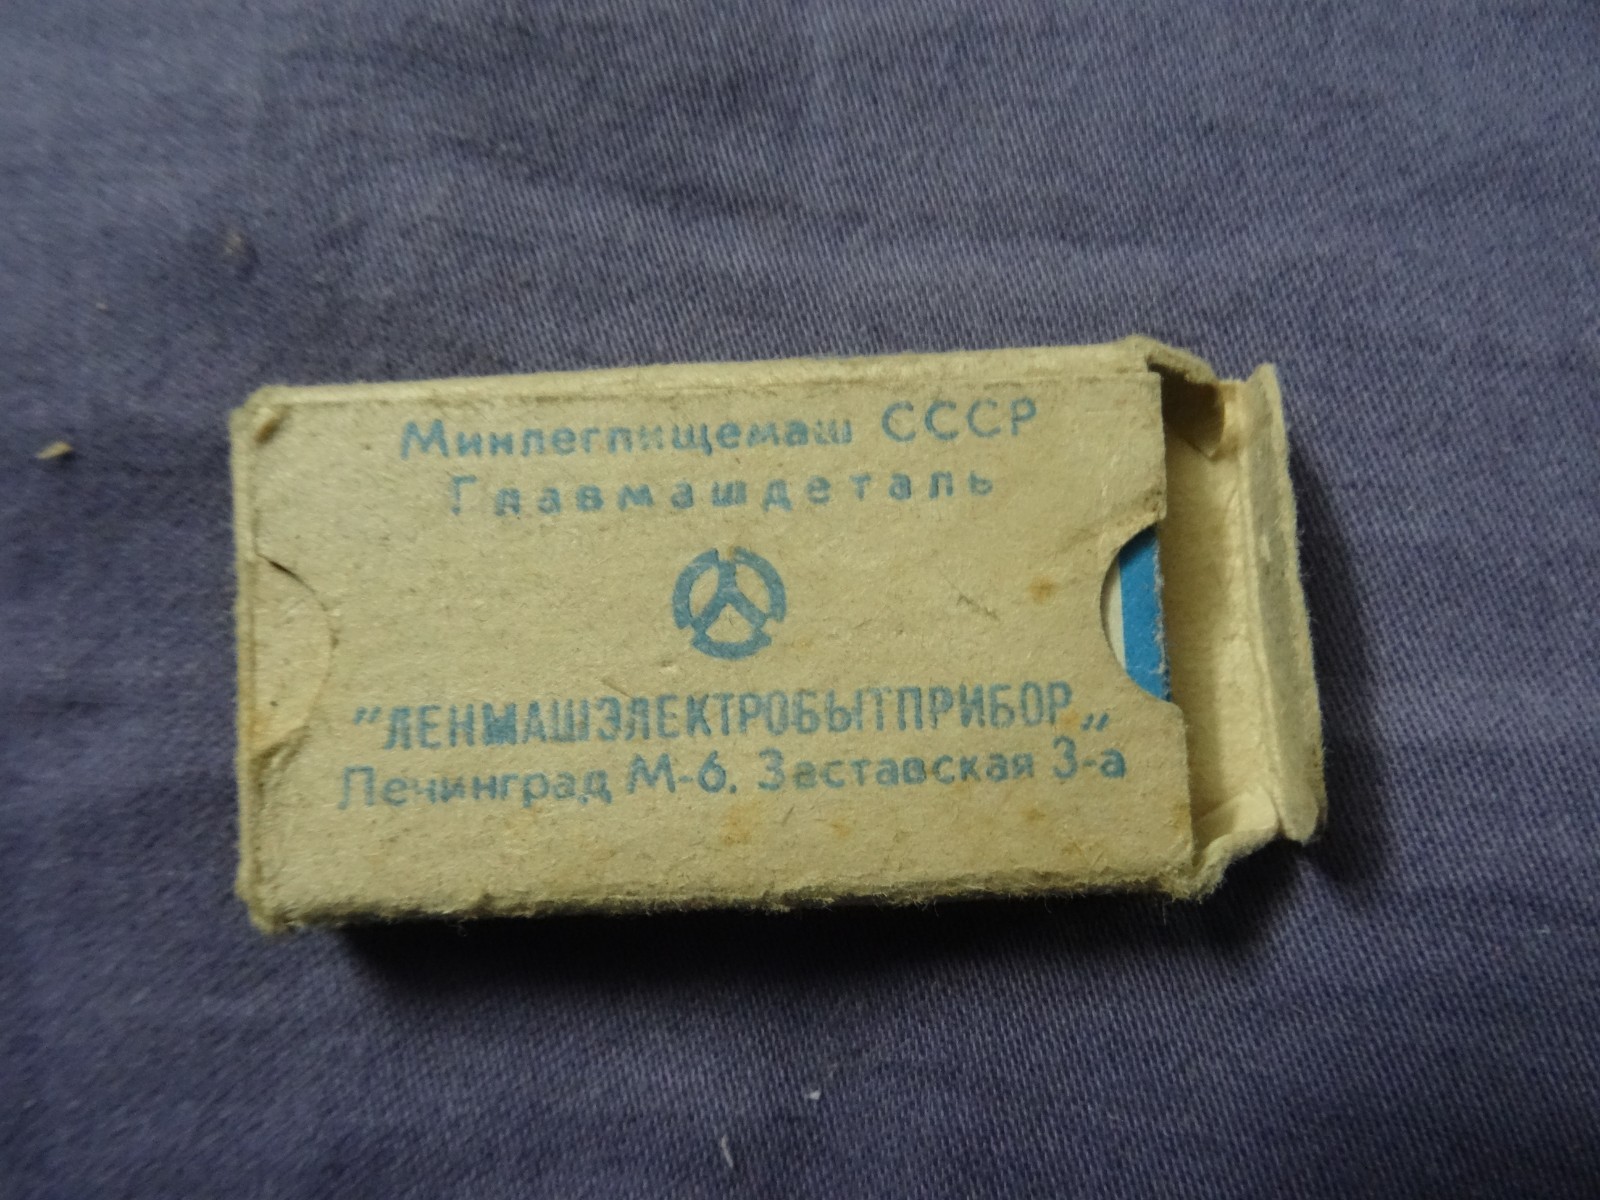 Минлегпищемаш СССР
Главмашдеталь
"ЛЕНМАШЭЛЕКТРОБЫТПРИБОР„
Ленинград М-6, Заставская 3-а